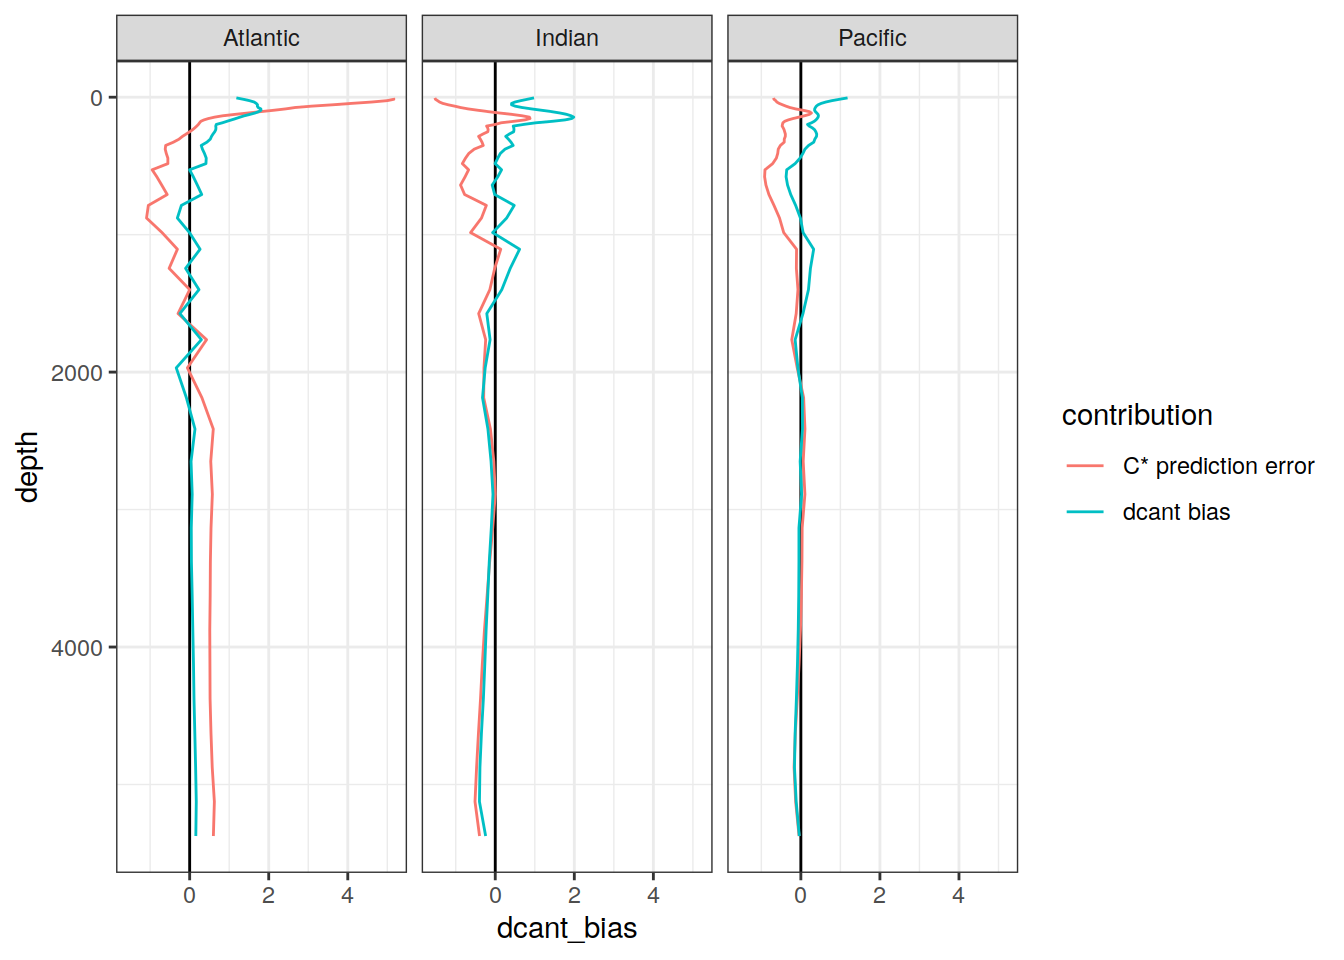 Atlantic Indian Pacific
0
2000
4000
depth
0 2 4 0 2 4 0 2 4
dcant_bias
contribution
C* prediction error
dcant bias